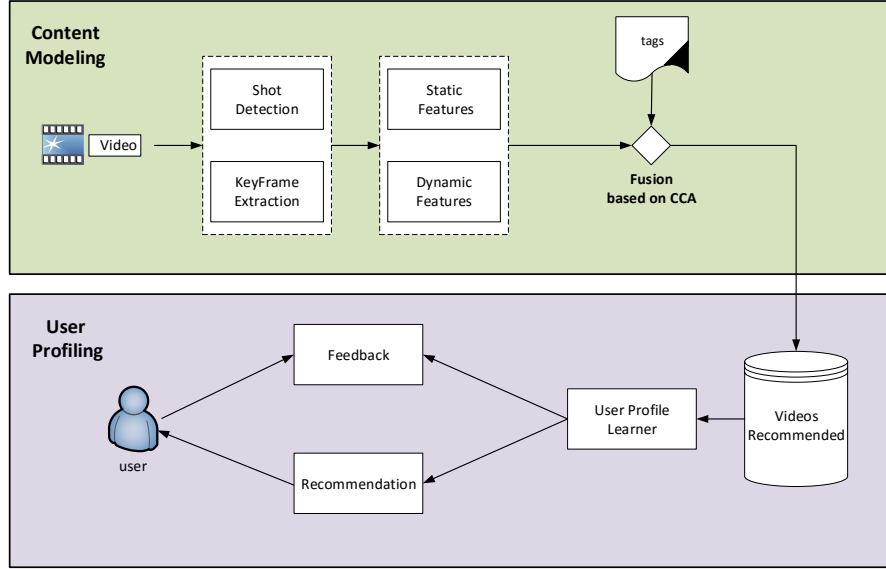 Content
Modeling
tags
Shot
Detection
Static
Features
Video
KeyFrame
Extraction
Dynamic
Features
Fusion
based on CCA
User
Profiling
Feedback
User Profile
Learner
Videos
Recommended
user
Recommendation